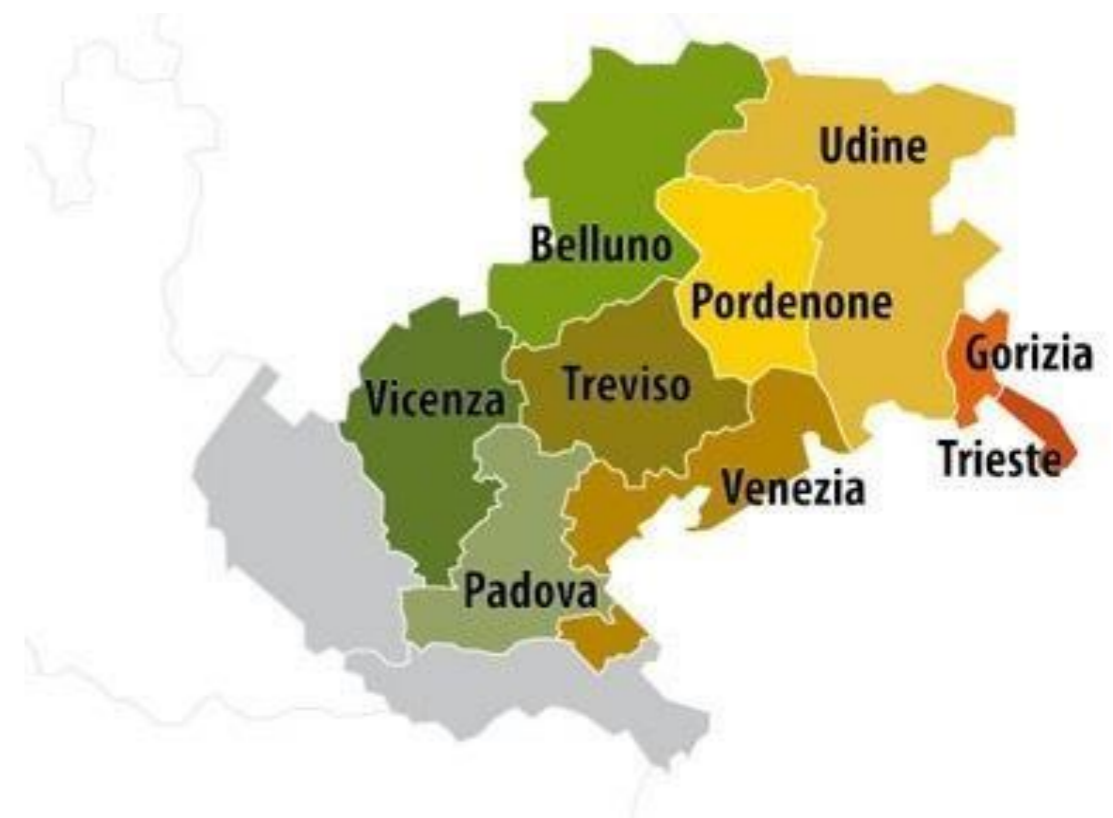 Udine
Belluno
Pordenone
Gorizia
Treviso
Vicenza
Trieste
Venezia
Padova